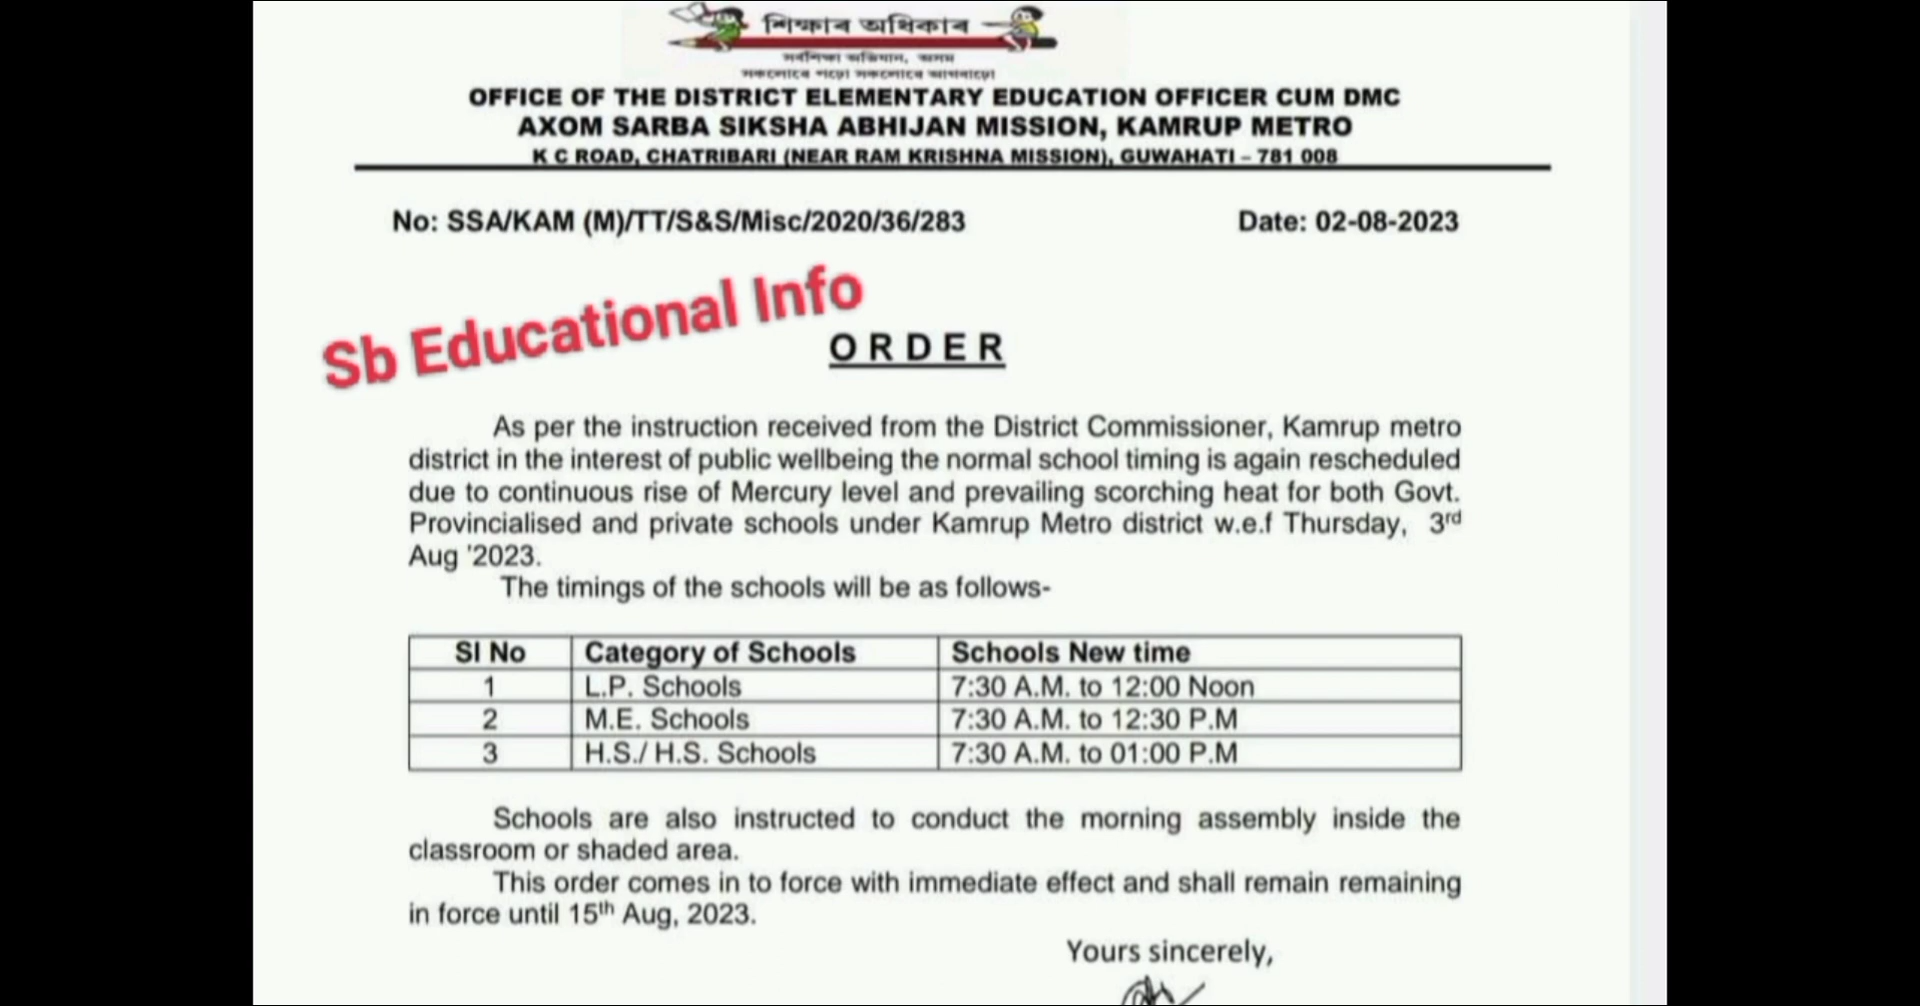 শিক্ষাৰ অধিকাৰ
সৰ্বশিক্ষা অভিযান, অসম
সকলোৱে পঢ়ো সকলোৱে আগবাঢ়ো
OFFICE OF THE DISTRICT ELEMENTARY EDUCATION OFFICER CUM DMC
AXOM SARBA SIKSHA ABHIJAN MISSION, KAMRUP METRO
K C ROAD, CHATRIBARI (NEAR RAM KRISHNA MISSION), GUWAHATI – 781 008
No: SSA/KAM (M)/TT/S&S/Misc/2020/36/283 Date: 02-08-2023
Sb Educational Info
ORDER
As per the instruction received from the District Commissioner, Kamrup metro
district in the interest of public wellbeing the normal school timing is again rescheduled
due to continuous rise of Mercury level and prevailing scorching heat for both Govt.
Provincialised and private schools under Kamrup Metro district w.e.f Thursday, 3rd
Aug '2023.
The timings of the schools will be as follows-
Sl No Category of Schools Schools New time
1 L.P. Schools 7:30 A.M. to 12:00 Noon
2 M.E. Schools 7:30 A.M. to 12:30 P.M
3 H.S./ H.S. Schools 7:30 A.M. to 01:00 P.M
Schools are also instructed to conduct the morning assembly inside the
classroom or shaded area.
This order comes in to force with immediate effect and shall remain remaining
in force until 15th Aug, 2023.
Yours sincerely,